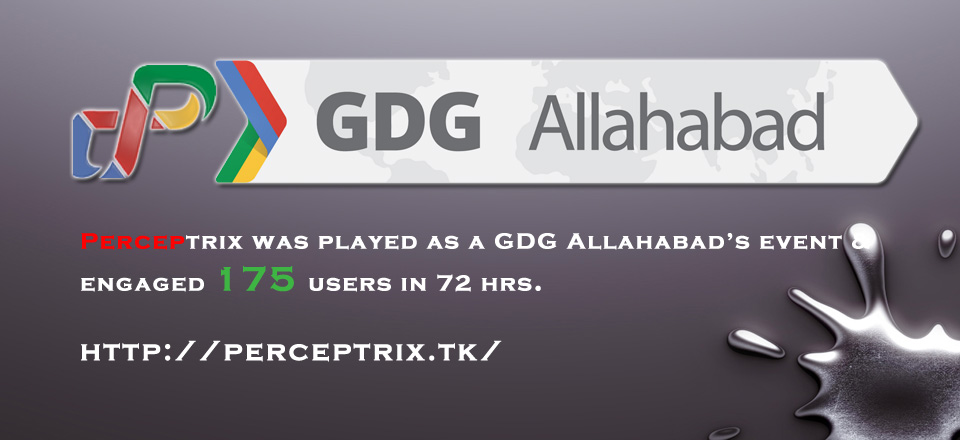 GDG Allahabad
Perceptrix was played as a GDG Allahabad's event &
engaged 175 users in 72 hrs.
http://perceptrix.tk/